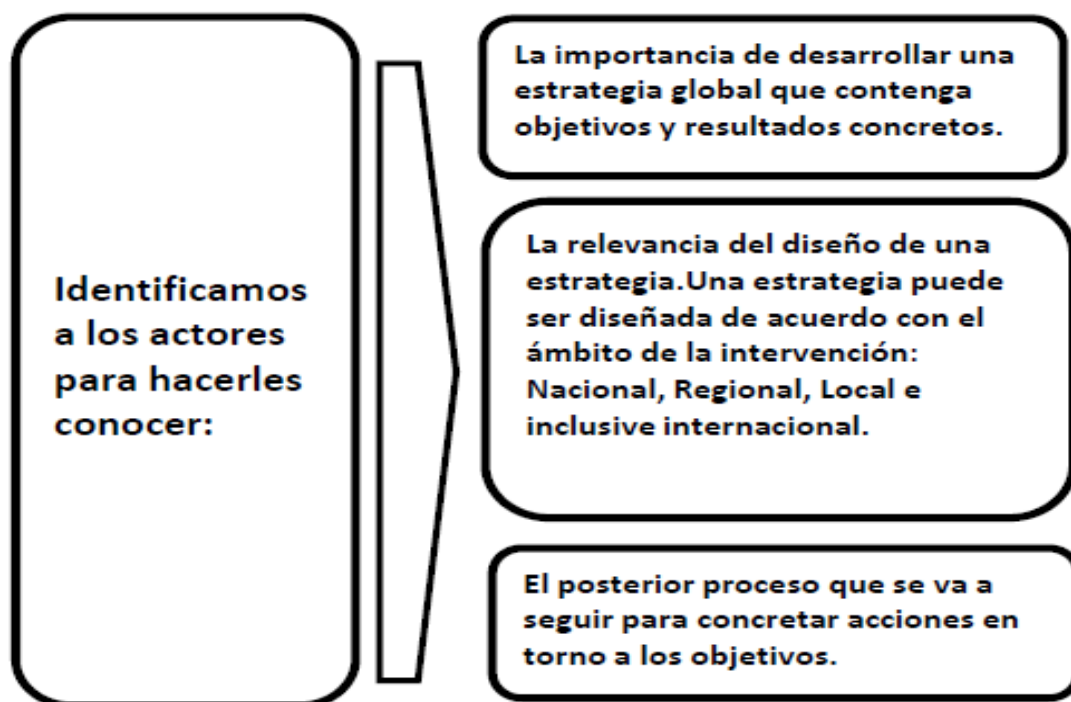 Identificamos
a los actores
para hacerles
conocer:
La importancia de desarrollar una
estrategia global que contenga
objetivos y resultados concretos.
La relevancia del diseño de una
estrategia.Una estrategia puede
ser diseñada de acuerdo con el
ámbito de la intervención:
Nacional, Regional, Local e
inclusive internacional.
El posterior proceso que se va a
seguir para concretar acciones en
torno a los objetivos.